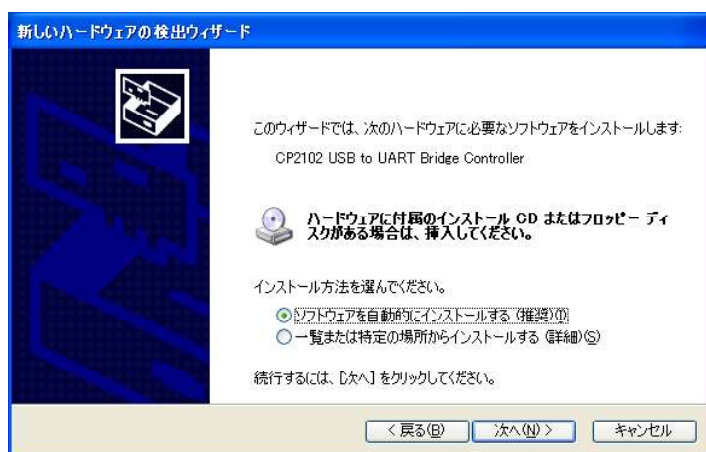 新しいハードウェアの検出ウィザード
このウィザードでは、次のハードウェアに必要なソフトウェアをインストールします:
CP2102 USB to UART Bridge Controller
ハードウェアに付属のインストール CD またはフロッピー ディ
スクがある場合は、挿入してください。
インストール方法を選んでください。
ソフトウェアを自動的にインストールする (推奨)(I)
一覧または特定の場所からインストールする (詳細)(S)
続行するには、[次へ] をクリックしてください。
< 戻る(B) 次へ(N) > キャンセル